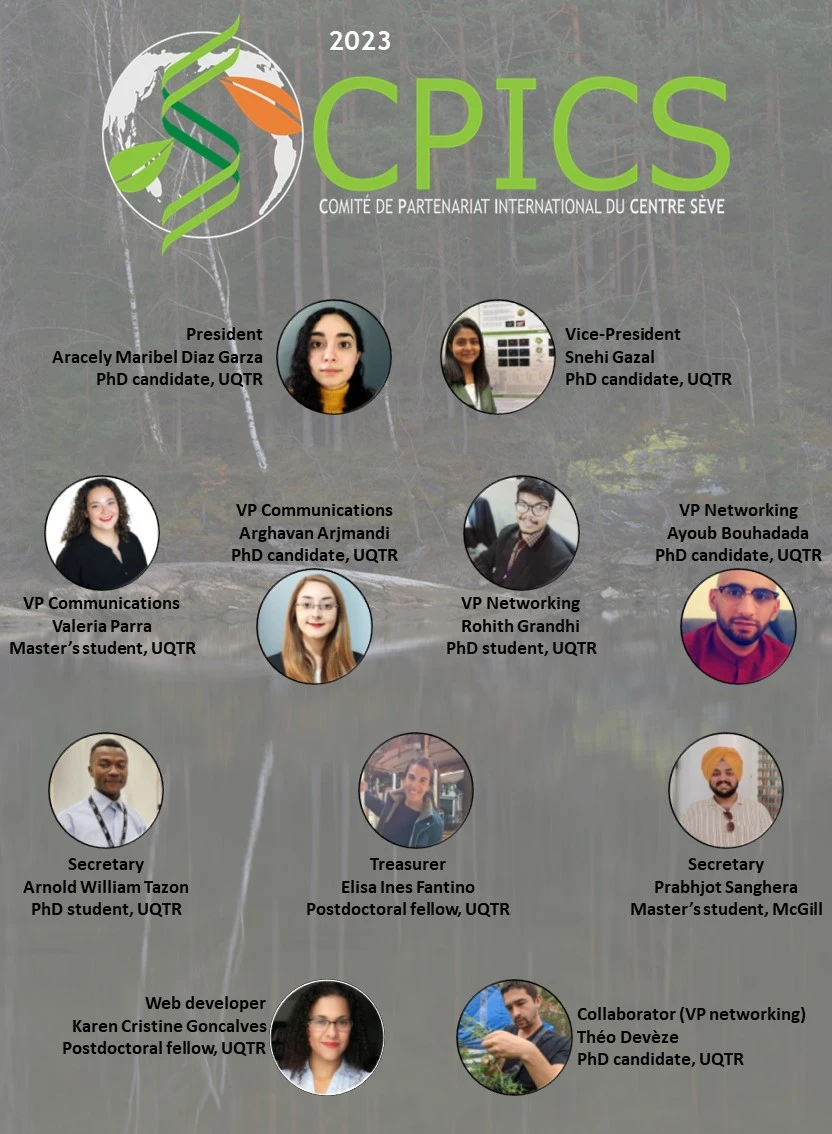 2023
CPICS
COMITÉ DE PARTENARIAT INTERNATIONAL DU CENTRE SÈVE
President
Aracely Maribel Diaz Garza
PhD candidate, UQTR
Vice-President
Snehi Gazal
PhD candidate, UQTR
VP Communications
Valeria Parra
Master's student, UQTR
VP Communications
Arghavan Arjmandi
PhD candidate, UQTR
VP Networking
Rohith Grandhi
PhD student, UQTR
VP Networking
Ayoub Bouhadada
PhD candidate, UQTR
Secretary
Arnold William Tazon
PhD student, UQTR
Treasurer
Elisa Ines Fantino
Postdoctoral fellow, UQTR
Secretary
Prabhjot Sanghera
Master's student, McGill
Web developer
Karen Cristine Goncalves
Postdoctoral fellow, UQTR
Collaborator (VP networking)
Théo Devèze
PhD candidate, UQTR